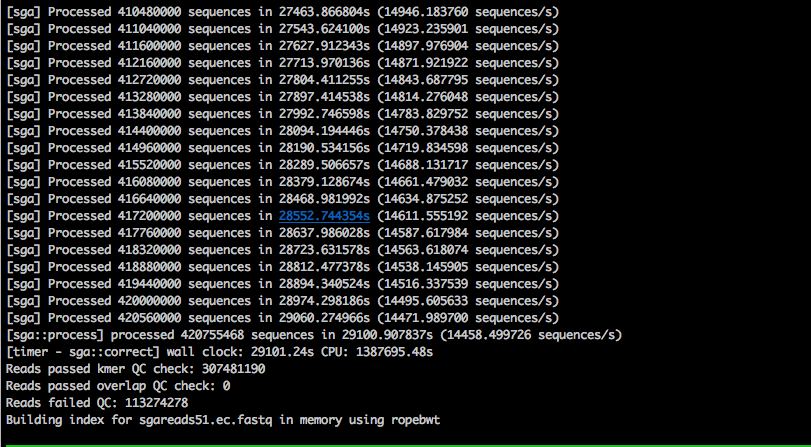 [sga] Processed 410480000 sequences in 27463.866804s (14946.183760 sequences/s)
[sga] Processed 411040000 sequences in 27543.624100s (14923.235901 sequences/s)
[sga] Processed 411600000 sequences in 27627.912343s (14897.976904 sequences/s)
[sga] Processed 412160000 sequences in 27713.970136s (14871.921922 sequences/s)
[sga] Processed 412720000 sequences in 27804.411255s (14843.687795 sequences/s)
[sga] Processed 413280000 sequences in 27897.414538s (14814.276048 sequences/s)
[sga] Processed 413840000 sequences in 27992.746598s (14783.829752 sequences/s)
[sga] Processed 414400000 sequences in 28094.194446s (14750.378438 sequences/s)
[sga] Processed 414960000 sequences in 28190.534156s (14719.834598 sequences/s)
[sga] Processed 415520000 sequences in 28289.506657s (14688.131717 sequences/s)
[sga] Processed 416080000 sequences in 28379.128674s (14661.479032 sequences/s)
[sga] Processed 416640000 sequences in 28468.981992s (14634.875252 sequences/s)
[sga] Processed 417200000 sequences in 28552.744354s (14611.555192 sequences/s)
[sga] Processed 417760000 sequences in 28637.986028s (14587.617984 sequences/s)
[sga] Processed 418320000 sequences in 28723.631578s (14563.618074 sequences/s)
[sga] Processed 418880000 sequences in 28812.477378s (14538.145905 sequences/s)
[sga] Processed 419440000 sequences in 28894.340524s (14516.337539 sequences/s)
[sga] Processed 420000000 sequences in 28974.298186s (14495.605633 sequences/s)
[sga] Processed 420560000 sequences in 29060.274966s (14471.989700 sequences/s)
[sga::process] processed 420755468 sequences in 29100.907837s (14458.499726 sequences/s)
[timer - sga::correct] wall clock: 29101.24s CPU: 1387695.48s
Reads passed kmer QC check: 307481190
Reads passed overlap QC check: 0
Reads failed QC: 113274278
Building index for sgareads51.ec.fastq in memory using ropebwt